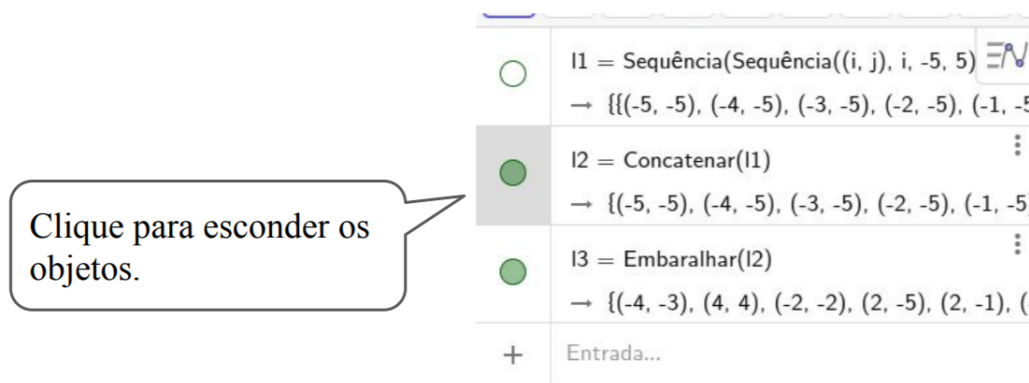 l1 = Sequência(Sequência((i, j), i, -5, 5)
→ {{(-5, -5), (-4, -5), (-3, -5), (-2, -5), (-1, -5
l2 = Concatenar(l1)
→ {(-5, -5), (-4, -5), (-3, -5), (-2, -5), (-1, -5)
Clique para esconder os
objetos.
l3 = Embaralhar(l2)
→ {(-4, -3), (4, 4), (-2, -2), (2, -5), (2, -1), (
+ Entrada...